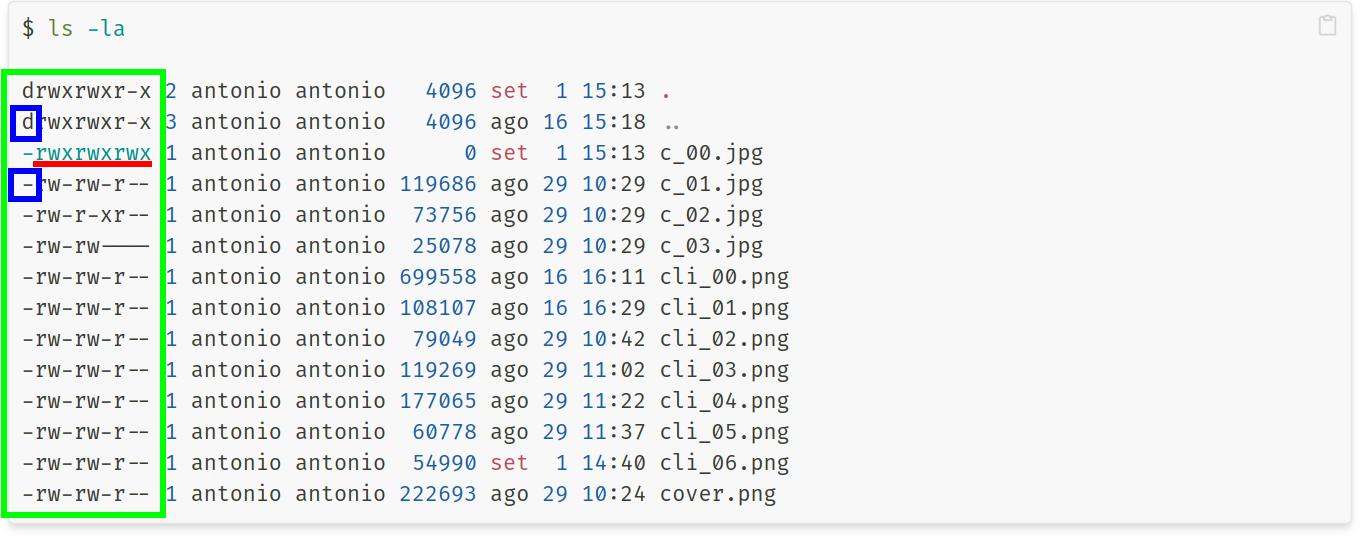 $ ls -la
drwxrwxr-x 2 antonio antonio   4096 set  1 15:13 .
drwxrwxr-x 3 antonio antonio   4096 ago 16 15:18 ..
-rwxrwxrwx 1 antonio antonio      0 set  1 15:13 c_00.jpg
-rw-rw-r-- 1 antonio antonio 119686 ago 29 10:29 c_01.jpg
-rw-r-xr-- 1 antonio antonio  73756 ago 29 10:29 c_02.jpg
-rw-rw---- 1 antonio antonio  25078 ago 29 10:29 c_03.jpg
-rw-rw-r-- 1 antonio antonio 699558 ago 16 16:11 cli_00.png
-rw-rw-r-- 1 antonio antonio 108107 ago 16 16:29 cli_01.png
-rw-rw-r-- 1 antonio antonio  79049 ago 29 10:42 cli_02.png
-rw-rw-r-- 1 antonio antonio 119269 ago 29 11:02 cli_03.png
-rw-rw-r-- 1 antonio antonio 177065 ago 29 11:22 cli_04.png
-rw-rw-r-- 1 antonio antonio  60778 ago 29 11:37 cli_05.png
-rw-rw-r-- 1 antonio antonio  54990 set  1 14:40 cli_06.png
-rw-rw-r-- 1 antonio antonio 222693 ago 29 10:24 cover.png